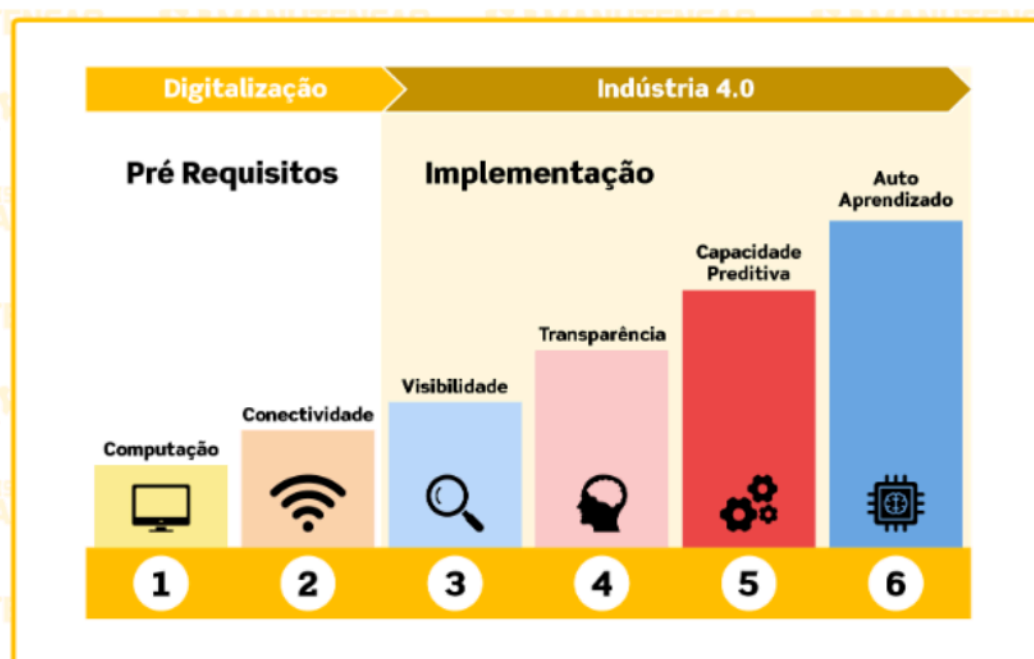 Digitalização
Indústria 4.0
Pré Requisitos
Implementação
Auto
Aprendizado
Capacidade
Preditiva
Transparência
Visibilidade
Conectividade
Computação
1
2
3
4
5
6